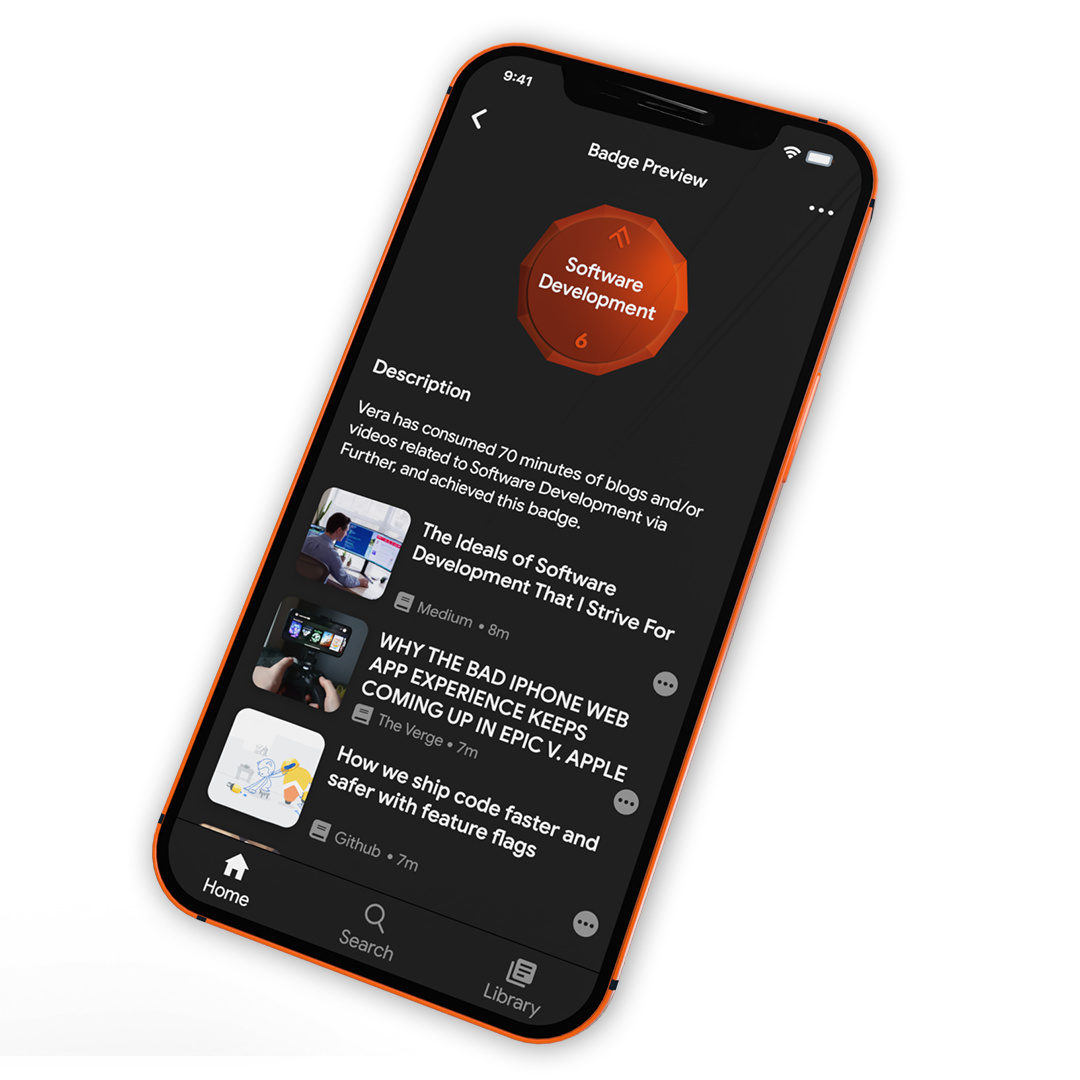 9:41
Badge Preview
Software
Development
6
Description
Vera has consumed 70 minutes of blogs and/or
videos related to Software Development via
Further, and achieved this badge.
The Ideals of Software
Development That I Strive For
Medium • 8m
WHY THE BAD IPHONE WEB
APP EXPERIENCE KEEPS
COMING UP IN EPIC V. APPLE
The Verge • 7m
How we ship code faster and
safer with feature flags
Github • 7m
Home
Search
Library